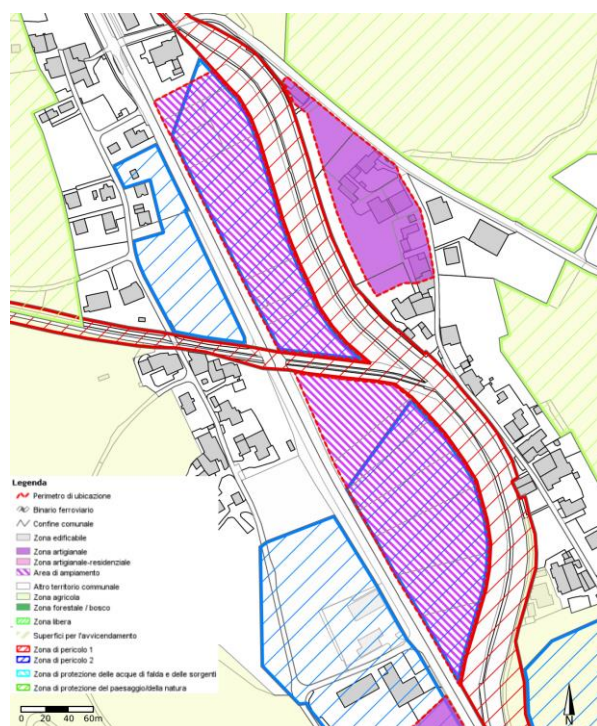 Legenda
Perimetro di ubicazione
Binario ferroviario
Confine comunale
Zona edificabile
Zona artigianale
Zona artigianale-residenziale
Area di ampiamento
Altro territorio communale
Zona agricola
Zona forestale / bosco
Zona libera
Superfici per l'avvicendamento
Zona di pericolo 1
Zona di pericolo 2
Zona di protezione delle acque di falda e delle sorgenti
Zona di protezione del paesaggio/della natura
0 20 40 60m
N